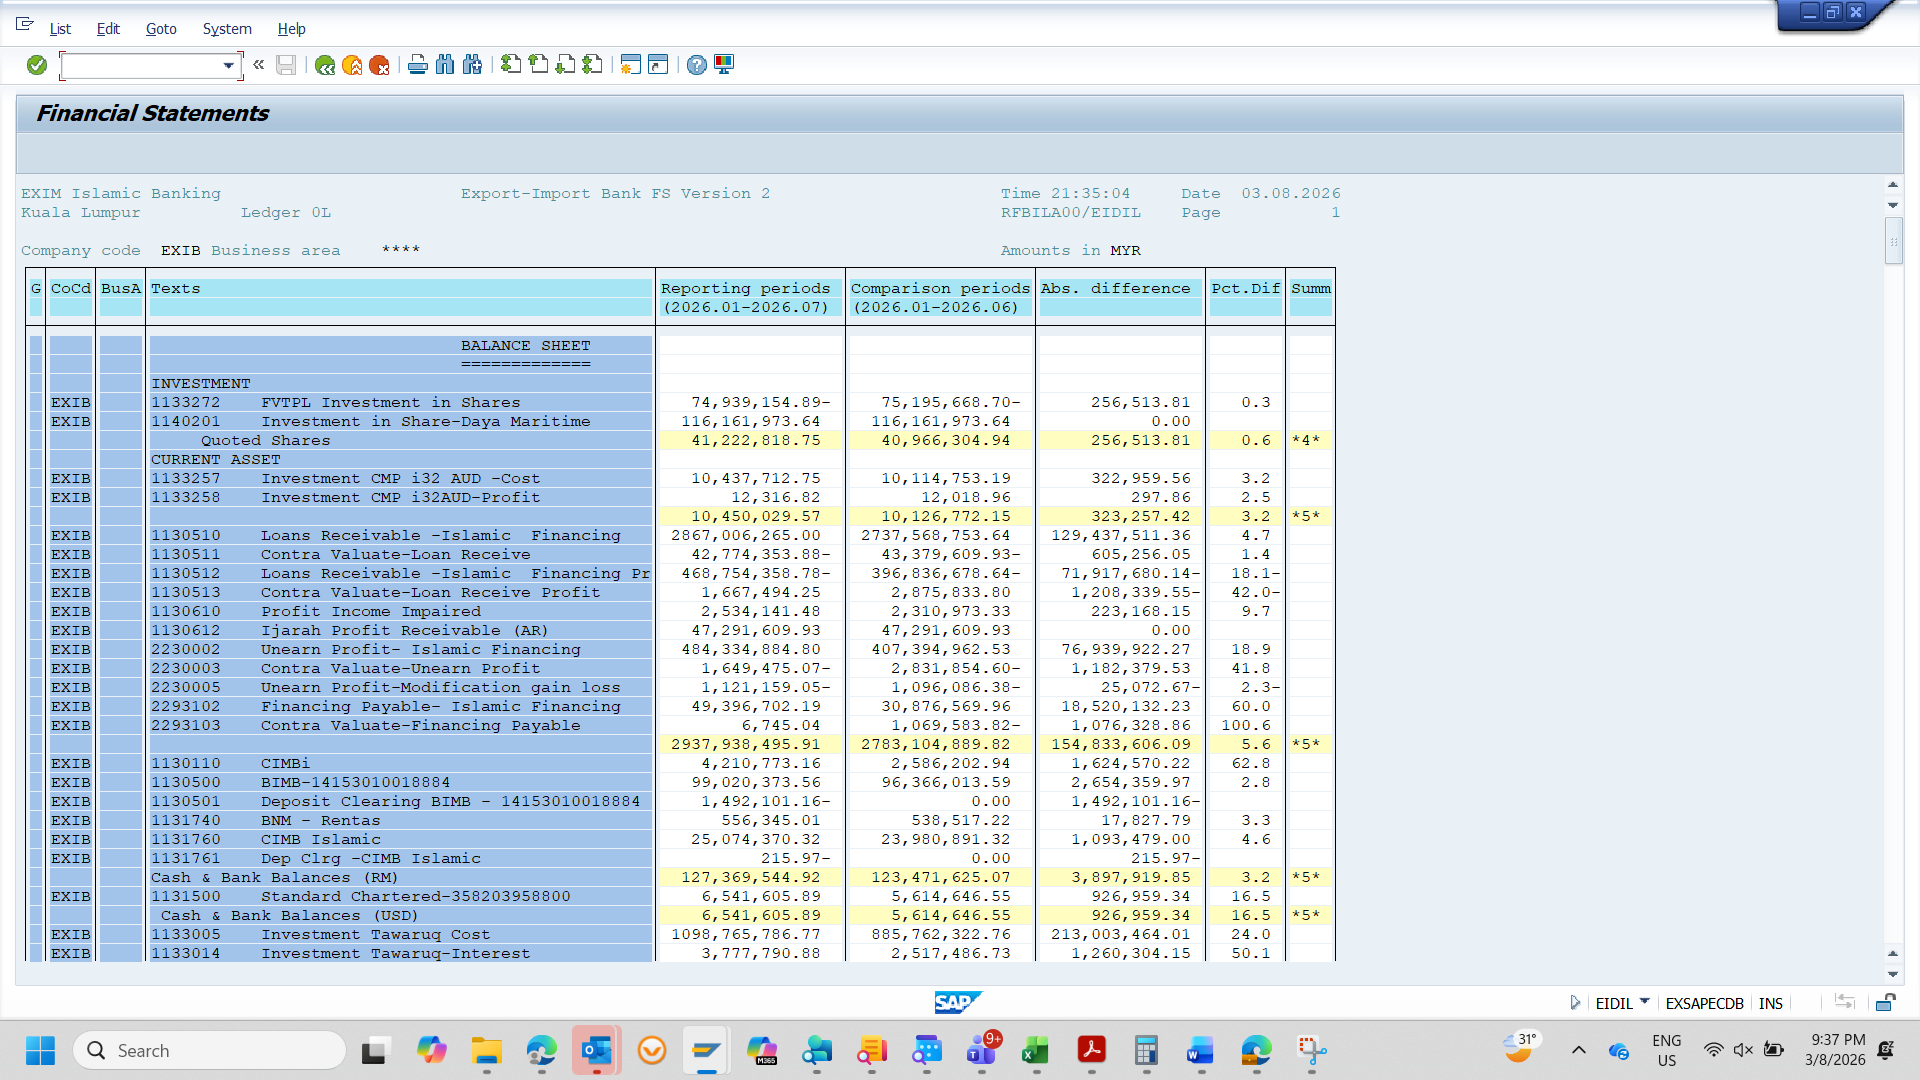 List Edit Goto System Help
Financial Statements
EXIM Islamic Banking Export-Import Bank FS Version 2 Time 21:35:04 Date 03.08.2026
Kuala Lumpur Ledger 0L RFBILA00/EIDIL Page 1
Company code EXIB Business area **** Amounts in MYR
G CoCd BusA Texts Reporting periods Comparison periods Abs. difference Pct.Dif Summ
(2026.01-2026.07) (2026.01-2026.06)
BALANCE SHEET
=============
INVESTMENT
EXIB 1133272 FVTPL Investment in Shares 74,939,154.89- 75,195,668.70- 256,513.81 0.3
EXIB 1140201 Investment in Share-Daya Maritime 116,161,973.64 116,161,973.64 0.00
Quoted Shares 41,222,818.75 40,966,304.94 256,513.81 0.6 *4*
CURRENT ASSET
EXIB 1133257 Investment CMP i32 AUD -Cost 10,437,712.75 10,114,753.19 322,959.56 3.2
EXIB 1133258 Investment CMP i32AUD-Profit 12,316.82 12,018.96 297.86 2.5
10,450,029.57 10,126,772.15 323,257.42 3.2 *5*
EXIB 1130510 Loans Receivable -Islamic Financing 2867,006,265.00 2737,568,753.64 129,437,511.36 4.7
EXIB 1130511 Contra Valuate-Loan Receive 42,774,353.88- 43,379,609.93- 605,256.05 1.4
EXIB 1130512 Loans Receivable -Islamic Financing Pr 468,754,358.78- 396,836,678.64- 71,917,680.14- 18.1-
EXIB 1130513 Contra Valuate-Loan Receive Profit 1,667,494.25 2,875,833.80 1,208,339.55- 42.0-
EXIB 1130610 Profit Income Impaired 2,534,141.48 2,310,973.33 223,168.15 9.7
EXIB 1130612 Ijarah Profit Receivable (AR) 47,291,609.93 47,291,609.93 0.00
EXIB 2230002 Unearn Profit- Islamic Financing 484,334,884.80 407,394,962.53 76,939,922.27 18.9
EXIB 2230003 Contra Valuate-Unearn Profit 1,649,475.07- 2,831,854.60- 1,182,379.53 41.8
EXIB 2230005 Unearn Profit-Modification gain loss 1,121,159.05- 1,096,086.38- 25,072.67- 2.3-
EXIB 2293102 Financing Payable- Islamic Financing 49,396,702.19 30,876,569.96 18,520,132.23 60.0
EXIB 2293103 Contra Valuate-Financing Payable 6,745.04 1,069,583.82- 1,076,328.86 100.6
2937,938,495.91 2783,104,889.82 154,833,606.09 5.6 *5*
EXIB 1130110 CIMBi 4,210,773.16 2,586,202.94 1,624,570.22 62.8
EXIB 1130500 BIMB-14153010018884 99,020,373.56 96,366,013.59 2,654,359.97 2.8
EXIB 1130501 Deposit Clearing BIMB - 14153010018884 1,492,101.16- 0.00 1,492,101.16-
EXIB 1131740 BNM - Rentas 556,345.01 538,517.22 17,827.79 3.3
EXIB 1131760 CIMB Islamic 25,074,370.32 23,980,891.32 1,093,479.00 4.6
EXIB 1131761 Dep Clrg -CIMB Islamic 215.97- 0.00 215.97-
Cash & Bank Balances (RM) 127,369,544.92 123,471,625.07 3,897,919.85 3.2 *5*
EXIB 1131500 Standard Chartered-358203958800 6,541,605.89 5,614,646.55 926,959.34 16.5
Cash & Bank Balances (USD) 6,541,605.89 5,614,646.55 926,959.34 16.5 *5*
EXIB 1133005 Investment Tawaruq Cost 1098,765,786.77 885,762,322.76 213,003,464.01 24.0
EXIB 1133014 Investment Tawaruq-Interest 3,777,790.88 2,517,486.73 1,260,304.15 50.1
SAP EIDIL EXSAPECDB INS
Search M365 9+ 31° ENG 9:37 PM
US 3/8/2026